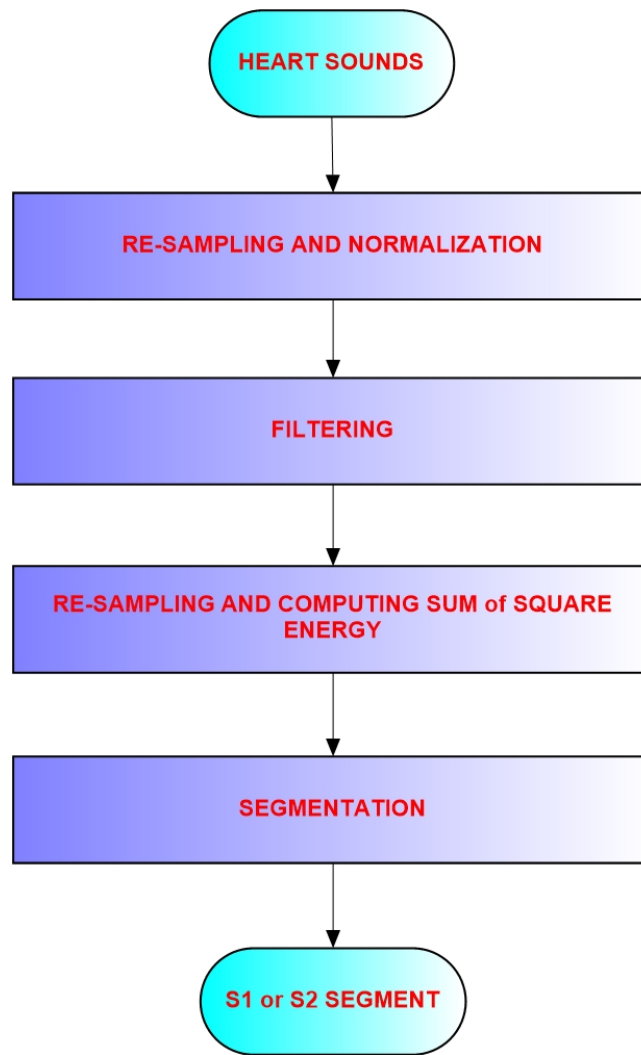 HEART SOUNDS
RE-SAMPLING AND NORMALIZATION
FILTERING
RE-SAMPLING AND COMPUTING SUM of SQUARE
ENERGY
SEGMENTATION
S1 or S2 SEGMENT